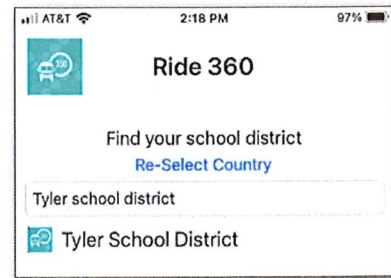 AT&T 2:18 PM 97%
360
Ride 360
Find your school district
Re-Select Country
Tyler school district
Tyler School District